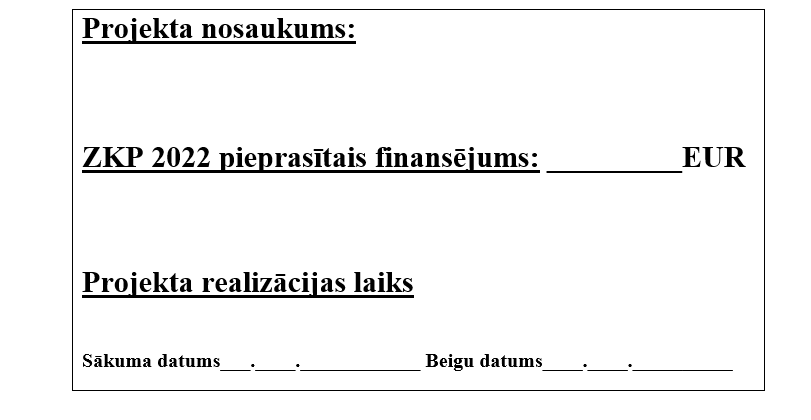 Projekta nosaukums:
ZKP 2022 pieprasītais finansējums: _________EUR
Projekta realizācijas laiks
Sākuma datums___.____.____________ Beigu datums____.____.__________